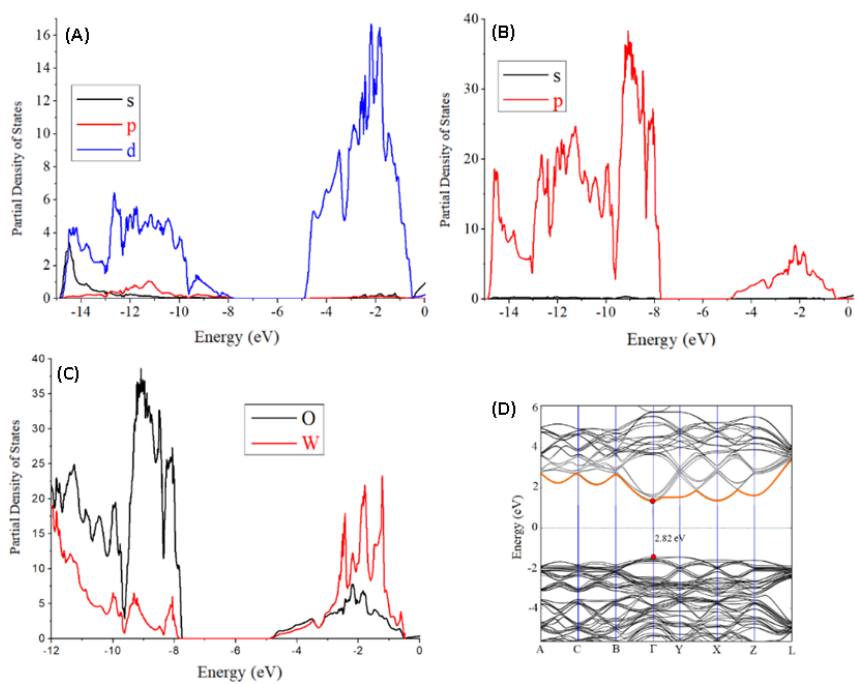 (A)
Partial Density of States
16
14
12
10
8
6
4
2
0
s
p
d
-14 -12 -10 -8 -6 -4 -2 0
Energy (eV)
(B)
Partial Density of States
40
30
20
10
0
s
p
-14 -12 -10 -8 -6 -4 -2 0
Energy (eV)
(C)
Partial Density of States
40
35
30
25
20
15
10
5
0
O
W
-12 -10 -8 -6 -4 -2 0
Energy (eV)
(D)
Energy (eV)
6
4
2
0
-2
-4
2.82 eV
A C B Γ Y X Z L